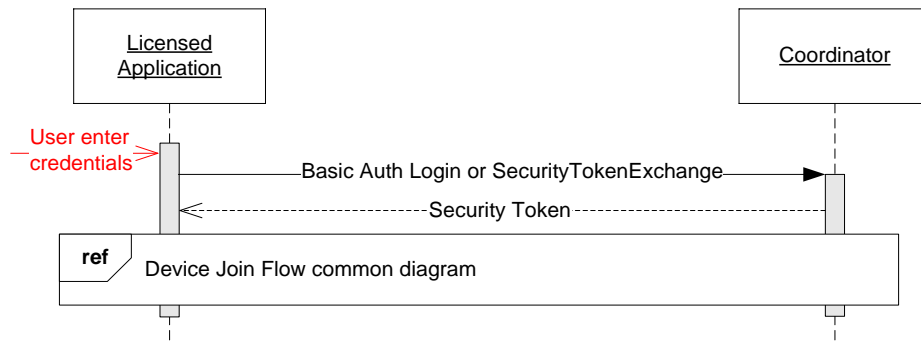 Licensed
Application
Coordinator
User enter
credentials
Basic Auth Login or SecurityTokenExchange
Security Token
ref
Device Join Flow common diagram